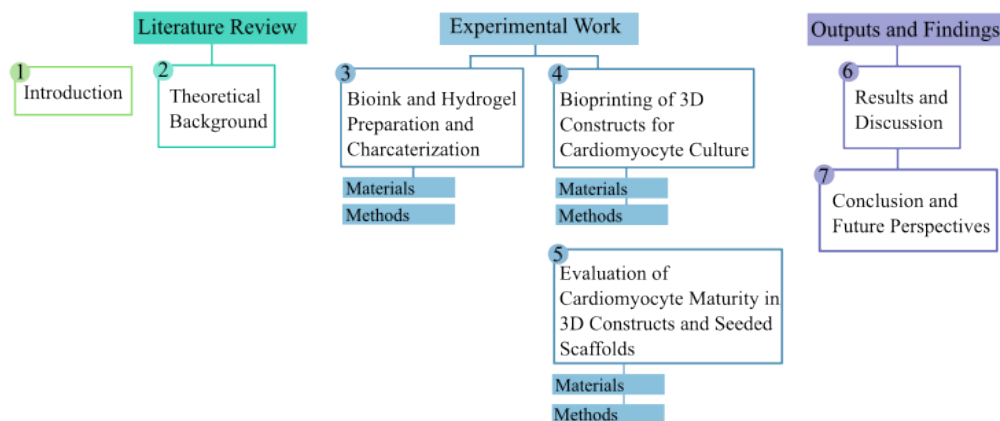 Literature Review
Experimental Work
Outputs and Findings
1
Introduction
2
Theoretical
Background
3
Bioink and Hydrogel
Preparation and
Charcaterization
Materials
Methods
4
Bioprinting of 3D
Constructs for
Cardiomyocyte Culture
Materials
Methods
5
Evaluation of
Cardiomyocyte Maturity in
3D Constructs and Seeded
Scaffolds
Materials
Methods
6
Results and
Discussion
7
Conclusion and
Future Perspectives